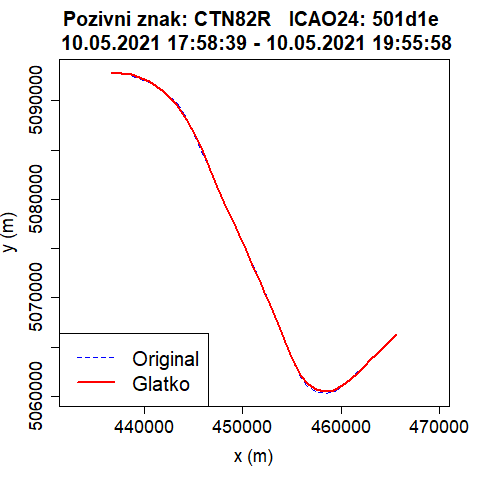 Pozivni znak: CTN82R ICAO24: 501d1e
10.05.2021 17:58:39 - 10.05.2021 19:55:58
5090000
5080000
5070000
5060000
y (m)
Original
Glatko
440000 450000 460000 470000
x (m)